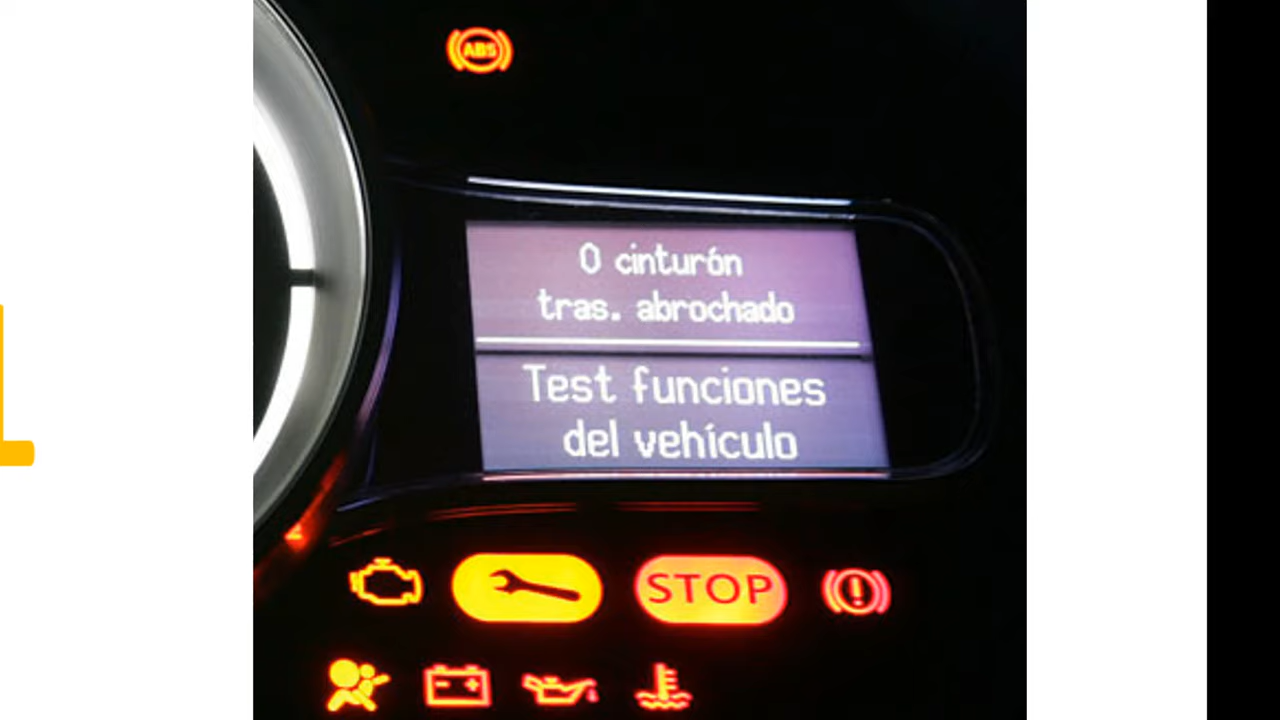 ABS
0 cinturón
tras. abrochado
Test funciones
del vehículo
STOP